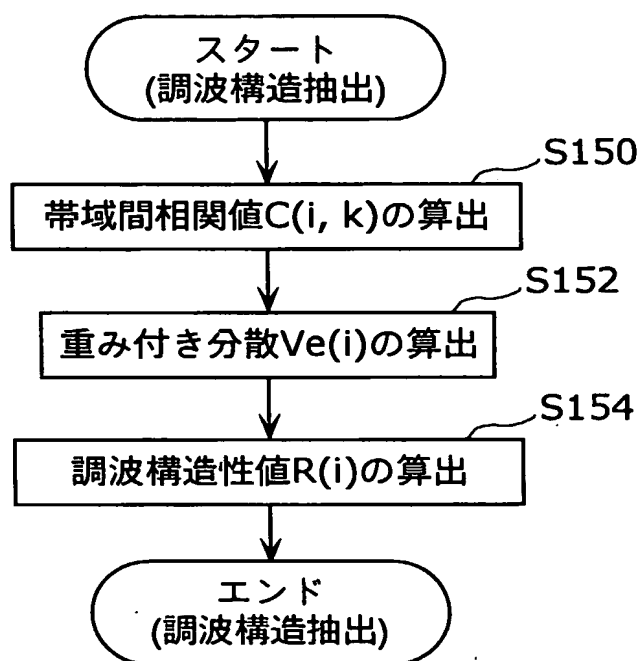 スタート
(調波構造抽出)
S150
帯域間相関値C(i, k)の算出
S152
重み付き分散Ve(i)の算出
S154
調波構造性値R(i)の算出
エンド
(調波構造抽出)